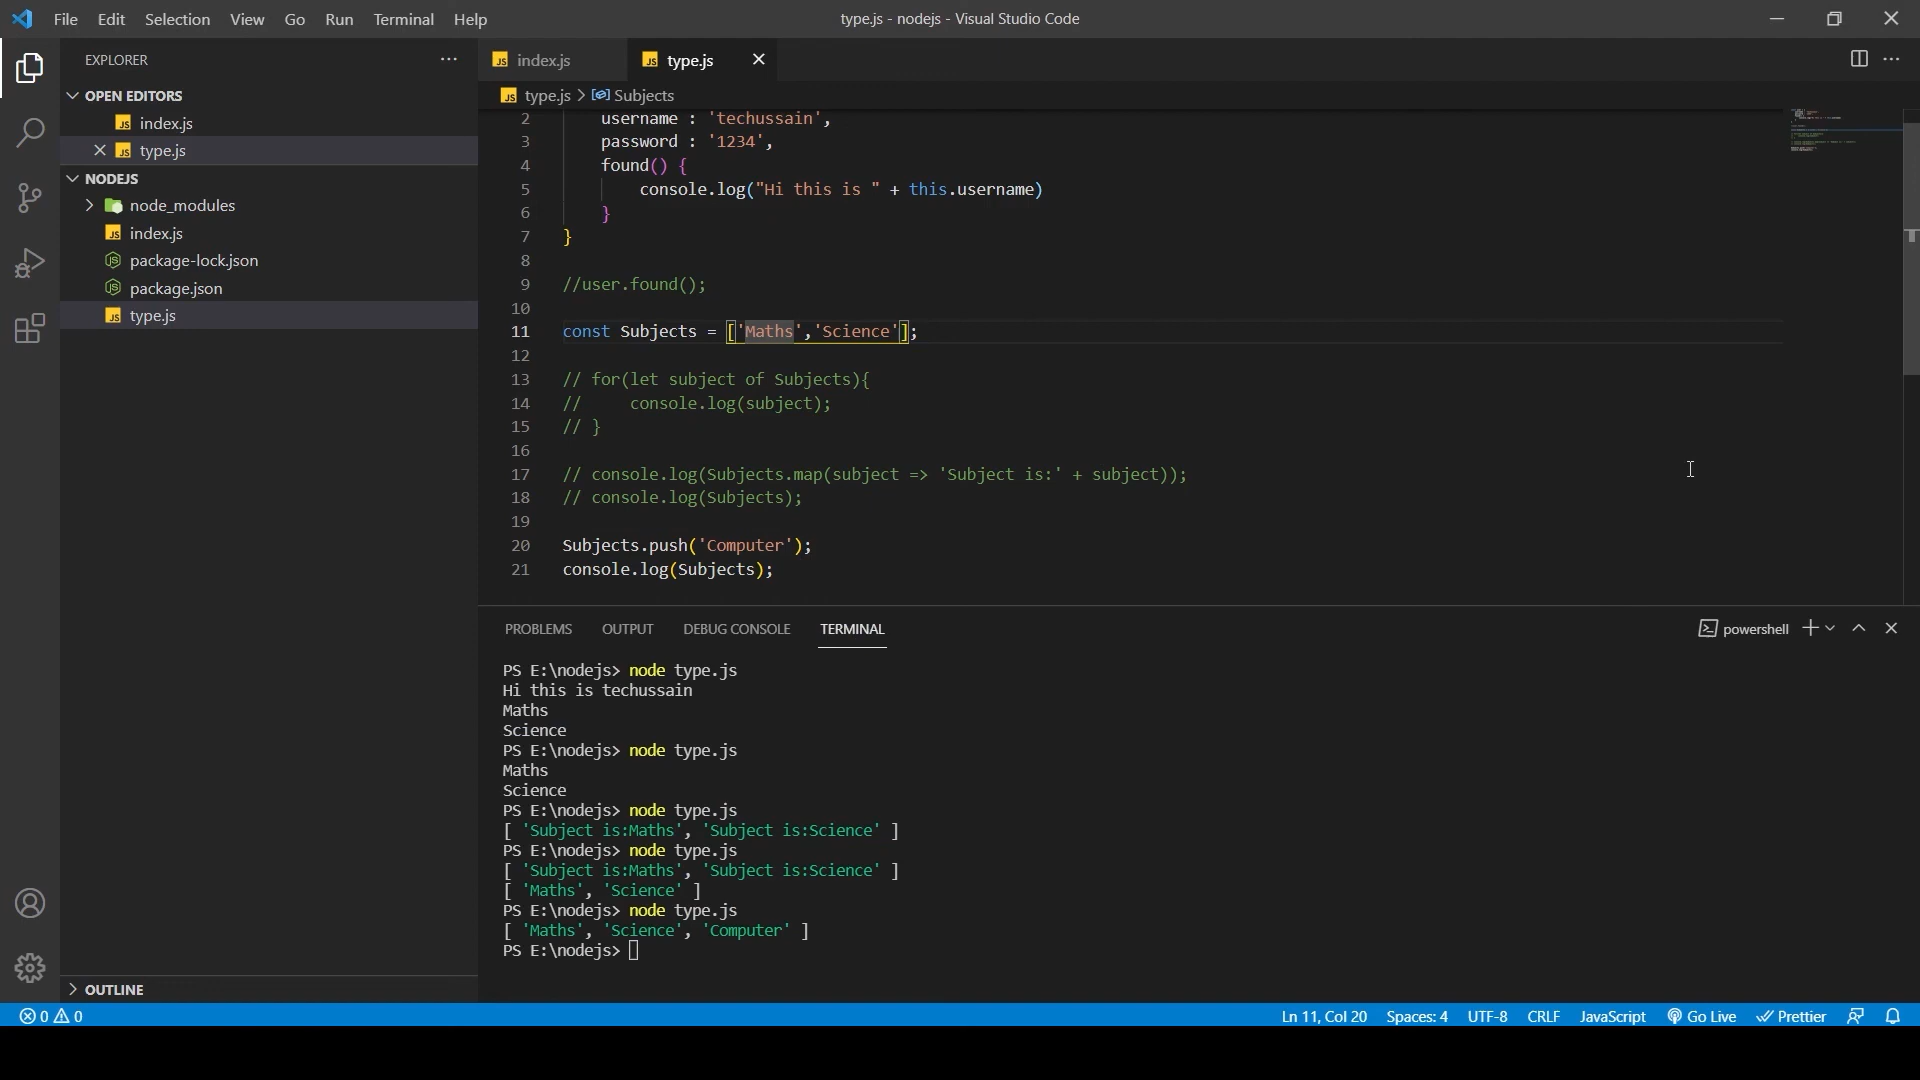 File Edit Selection View Go Run Terminal Help
type.js - nodejs - Visual Studio Code
EXPLORER
OPEN EDITORS
index.js
type.js
NODEJS
node_modules
index.js
package-lock.json
package.json
type.js
OUTLINE
index.js
type.js
type.js > Subjects
2 username : 'techussain',
3 password : '1234',
4 found() {
5 console.log("Hi this is " + this.username)
6 }
7 }
8
9 //user.found();
10
11 const Subjects = ['Maths','Science'];
12
13 // for(let subject of Subjects){
14 //     console.log(subject);
15 // }
16
17 // console.log(Subjects.map(subject => 'Subject is:' + subject));
18 // console.log(Subjects);
19
20 Subjects.push('Computer');
21 console.log(Subjects);
PROBLEMS OUTPUT DEBUG CONSOLE TERMINAL
powershell
PS E:\nodejs> node type.js
Hi this is techussain
Maths
Science
PS E:\nodejs> node type.js
Maths
Science
PS E:\nodejs> node type.js
[ 'Subject is:Maths', 'Subject is:Science' ]
PS E:\nodejs> node type.js
[ 'Subject is:Maths', 'Subject is:Science' ]
[ 'Maths', 'Science' ]
PS E:\nodejs> node type.js
[ 'Maths', 'Science', 'Computer' ]
PS E:\nodejs>
0 0
Ln 11, Col 20 Spaces: 4 UTF-8 CRLF JavaScript Go Live Prettier